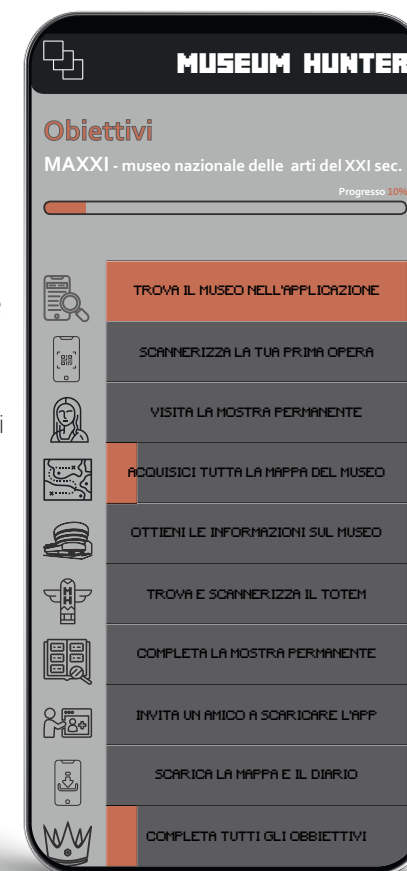 MUSEUM HUNTER
Obiettivi
MAXXI - museo nazionale delle arti del XXI sec.
Progresso 10%
TROVA IL MUSEO NELL'APPLICAZIONE
SCANNERIZZA LA TUA PRIMA OPERA
VISITA LA MOSTRA PERMANENTE
ACQUISICI TUTTA LA MAPPA DEL MUSEO
i
OTTIENI LE INFORMAZIONI SUL MUSEO
TROVA E SCANNERIZZA IL TOTEM
COMPLETA LA MOSTRA PERMANENTE
INVITA UN AMICO A SCARICARE L'APP
SCARICA LA MAPPA E IL DIARIO
COMPLETA TUTTI GLI OBBIETTIVI